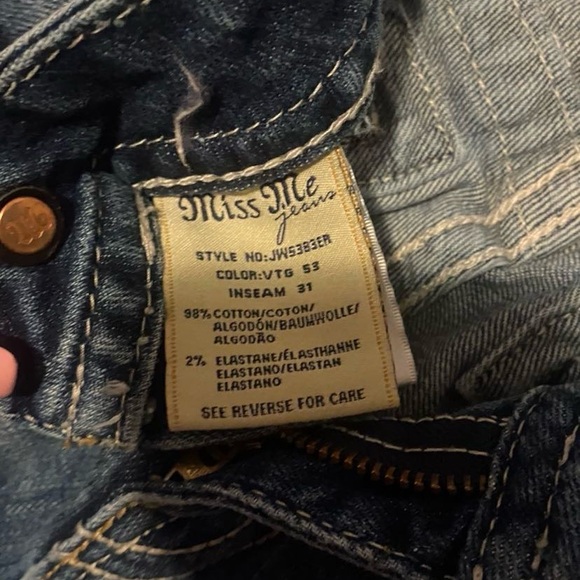 Miss Me
jeans
STYLE NO:JW5383ER
COLOR:VTG 53
INSEAM 31
98% COTTON/COTON/
ALGODÓN/BAUMWOLLE/
ALGODÃO
2% ELASTANE/ÉLASTHANNE
ELASTANO/ELASTAN
ELASTANO
SEE REVERSE FOR CARE